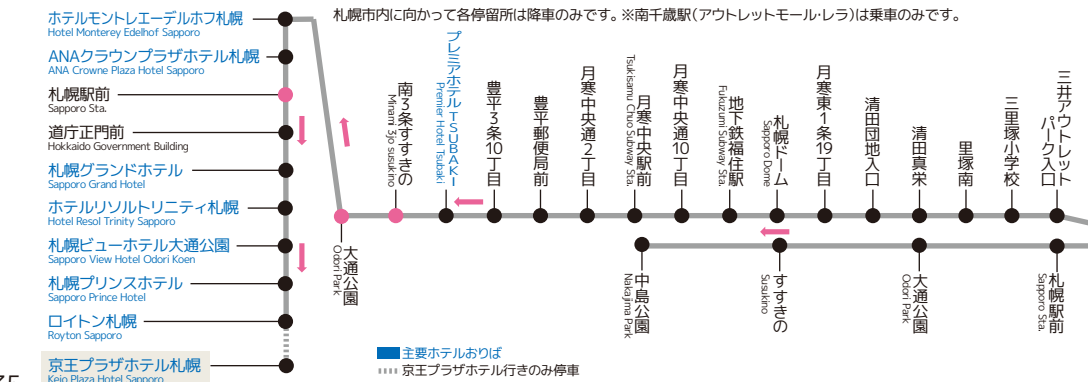 札幌市内に向かって各停留所は降車のみです。※南千歳駅(アウトレットモール・レラ)は乗車のみです。
ホテルモントレエーデルホフ札幌
Hotel Monterey Edelhof Sapporo
ANAクラウンプラザホテル札幌
ANA Crowne Plaza Hotel Sapporo
札幌駅前
Sapporo Sta.
道庁正門前
Hokkaido Government Building
札幌グランドホテル
Sapporo Grand Hotel
ホテルリソルトリニティ札幌
Hotel Resol Trinity Sapporo
札幌ビューホテル大通公園
Sapporo View Hotel Odori Koen
札幌プリンスホテル
Sapporo Prince Hotel
ロイトン札幌
Royton Sapporo
京王プラザホテル札幌
Keio Plaza Hotel Sapporo
大通公園
Odori Park
南3条すすきの
Minami 3jo susukino
プレミアホテル TSUBAKI
Premier Hotel Tsubaki
豊平3条10丁目
豊平郵便局前
月寒中央通2丁目
月寒中央駅前
Tsukisamu Chuo Subway Sta.
月寒中央通10丁目
地下鉄福住駅
Fukuzumi Subway Sta.
札幌ドーム
Sapporo Dome
月寒東1条19丁目
清田団地入口
清田真栄
里塚南
三里塚小学校
三井アウトレット
パーク入口
中島公園
Nakajima Park
すすきの
Susukino
大通公園
Odori Park
札幌駅前
Sapporo Sta.
主要ホテルおりば
京王プラザホテル行きのみ停車